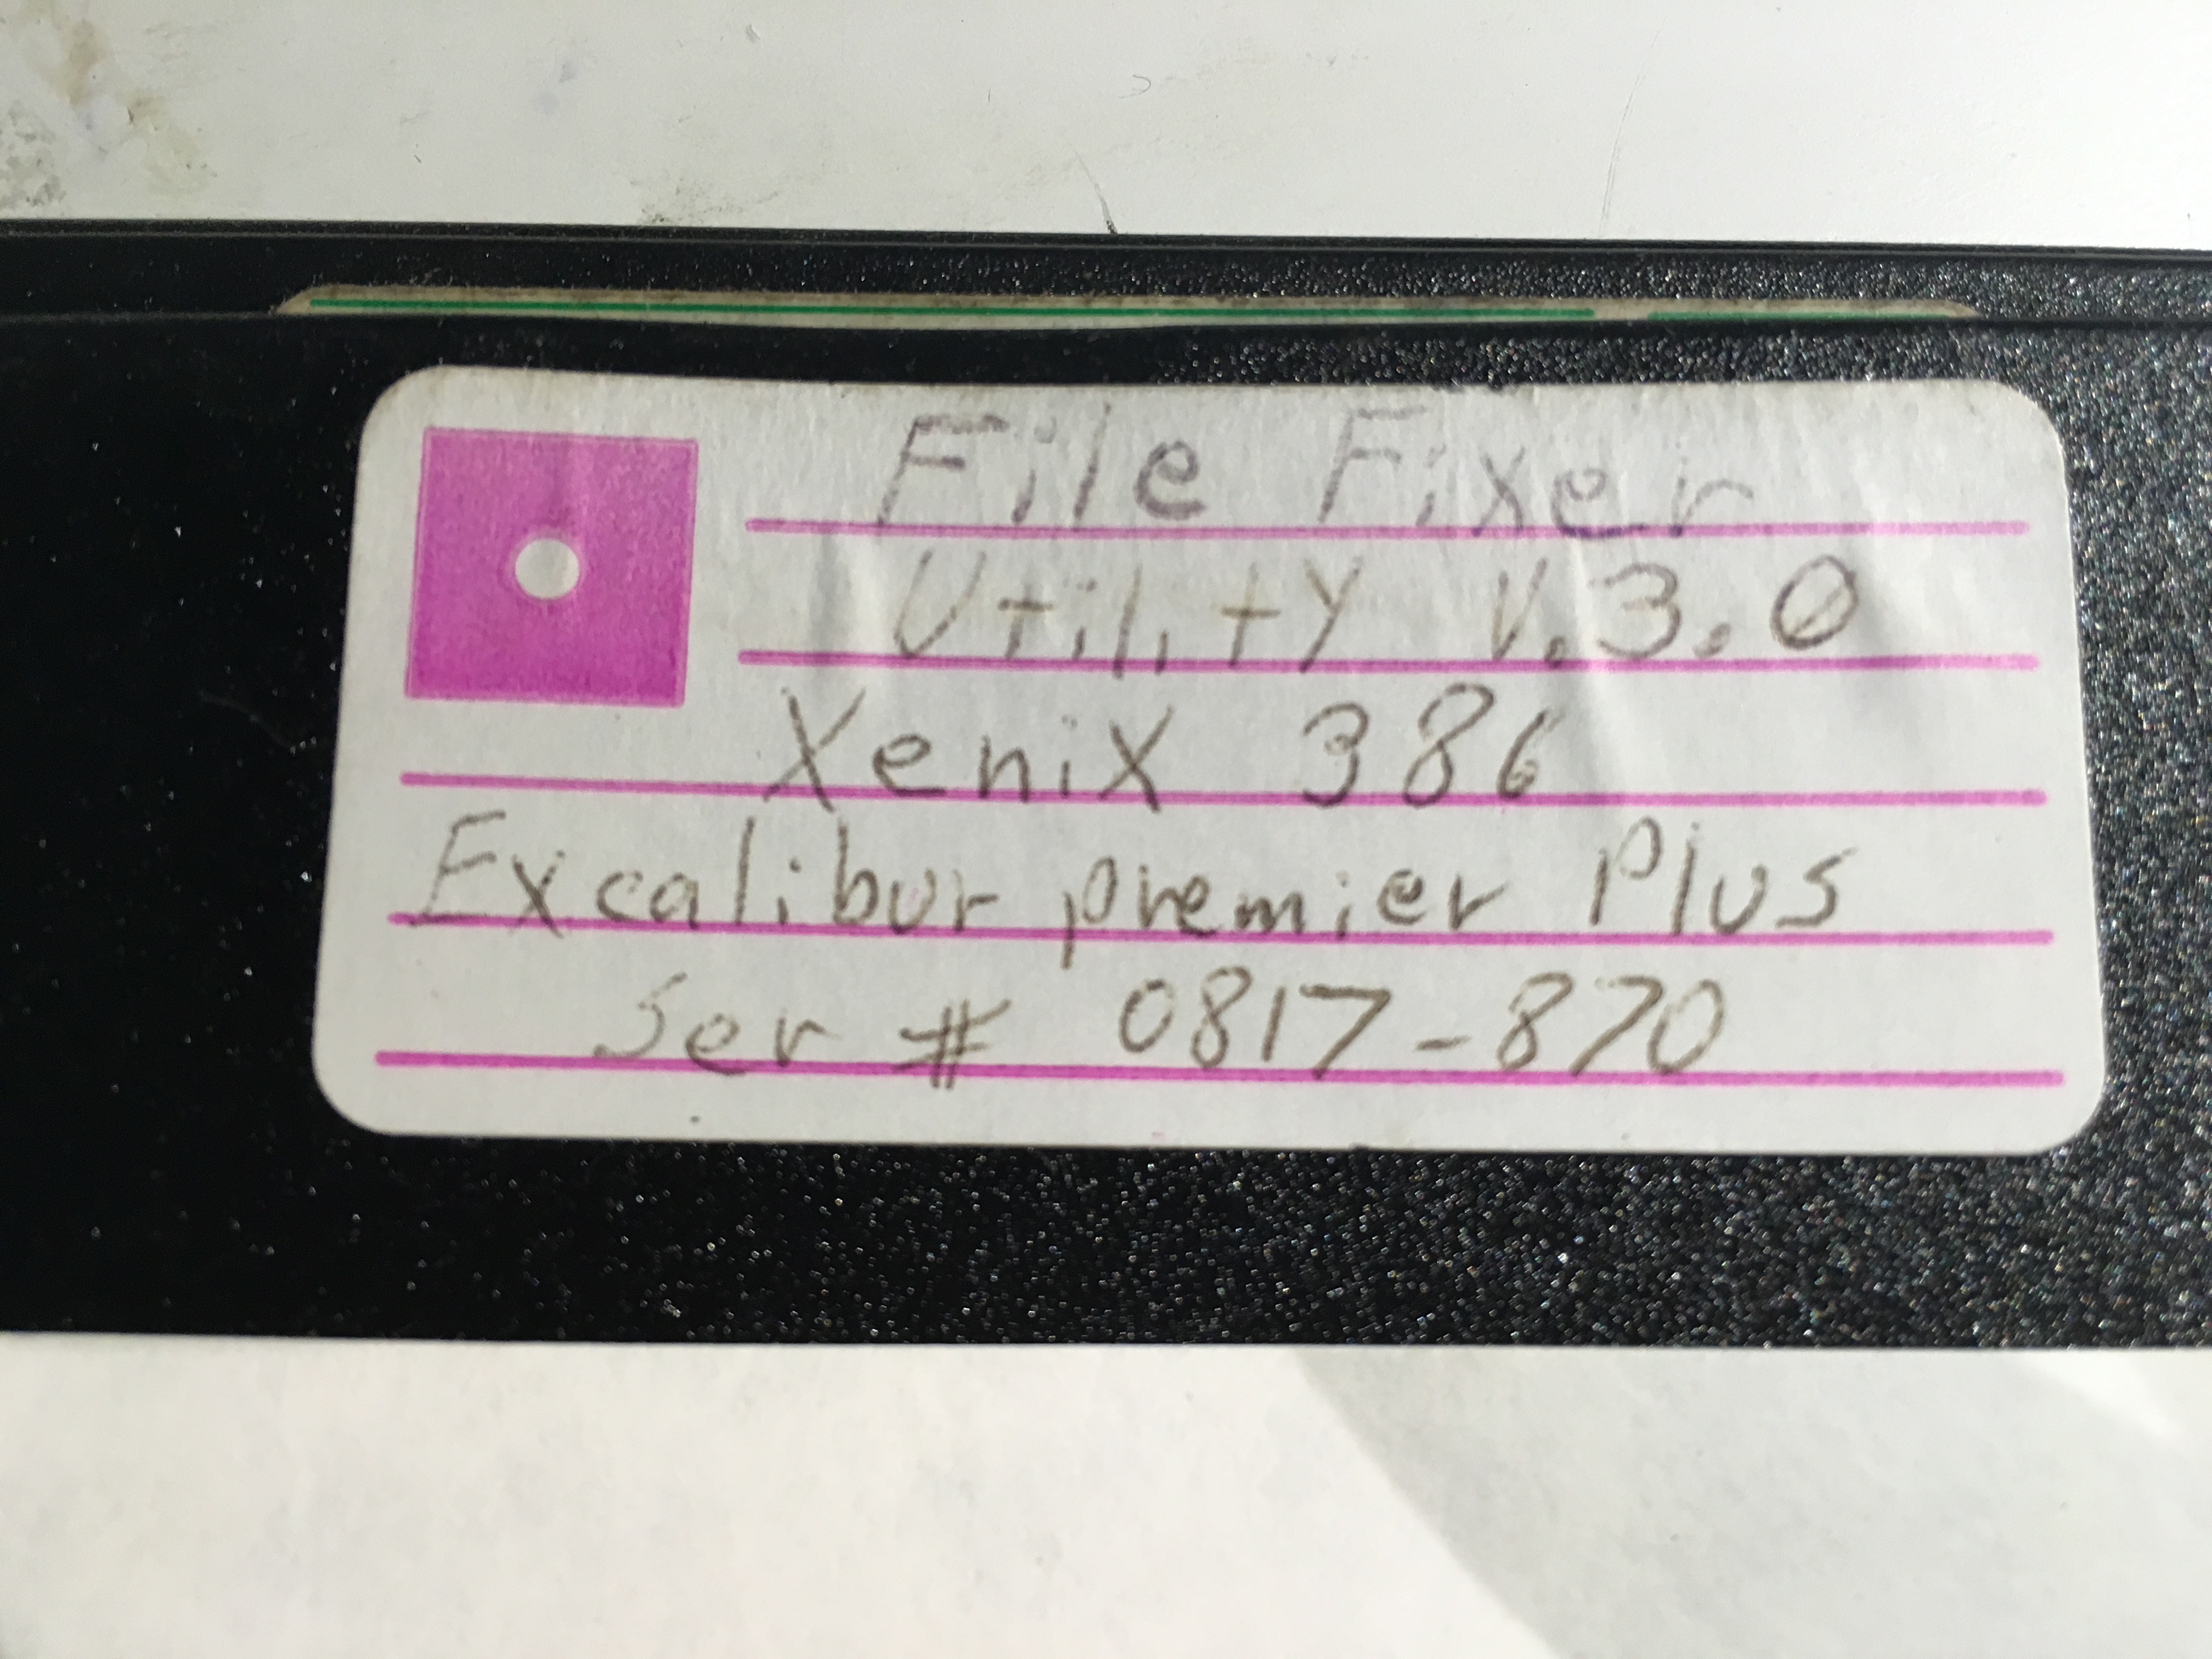 File Fixer
Utility V.3.0
Xenix 386
Excalibur premier Plus
Ser # 0817-870